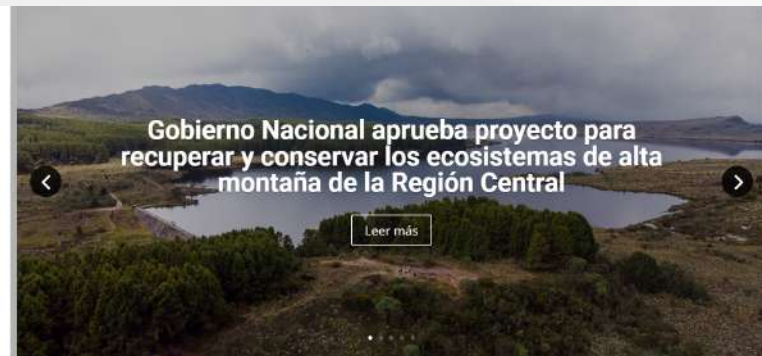 Gobierno Nacional aprueba proyecto para
recuperar y conservar los ecosistemas de alta
montaña de la Región Central
Leer más